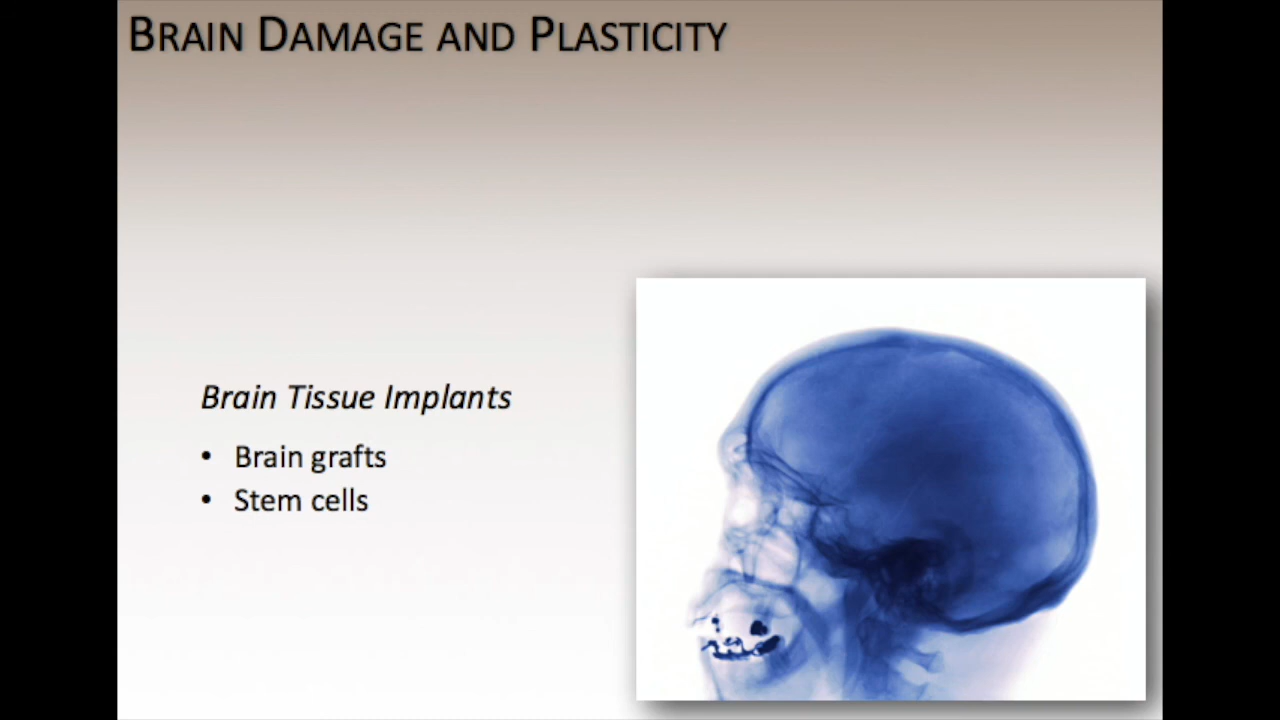 BRAIN DAMAGE AND PLASTICITY
Brain Tissue Implants
• Brain grafts
• Stem cells